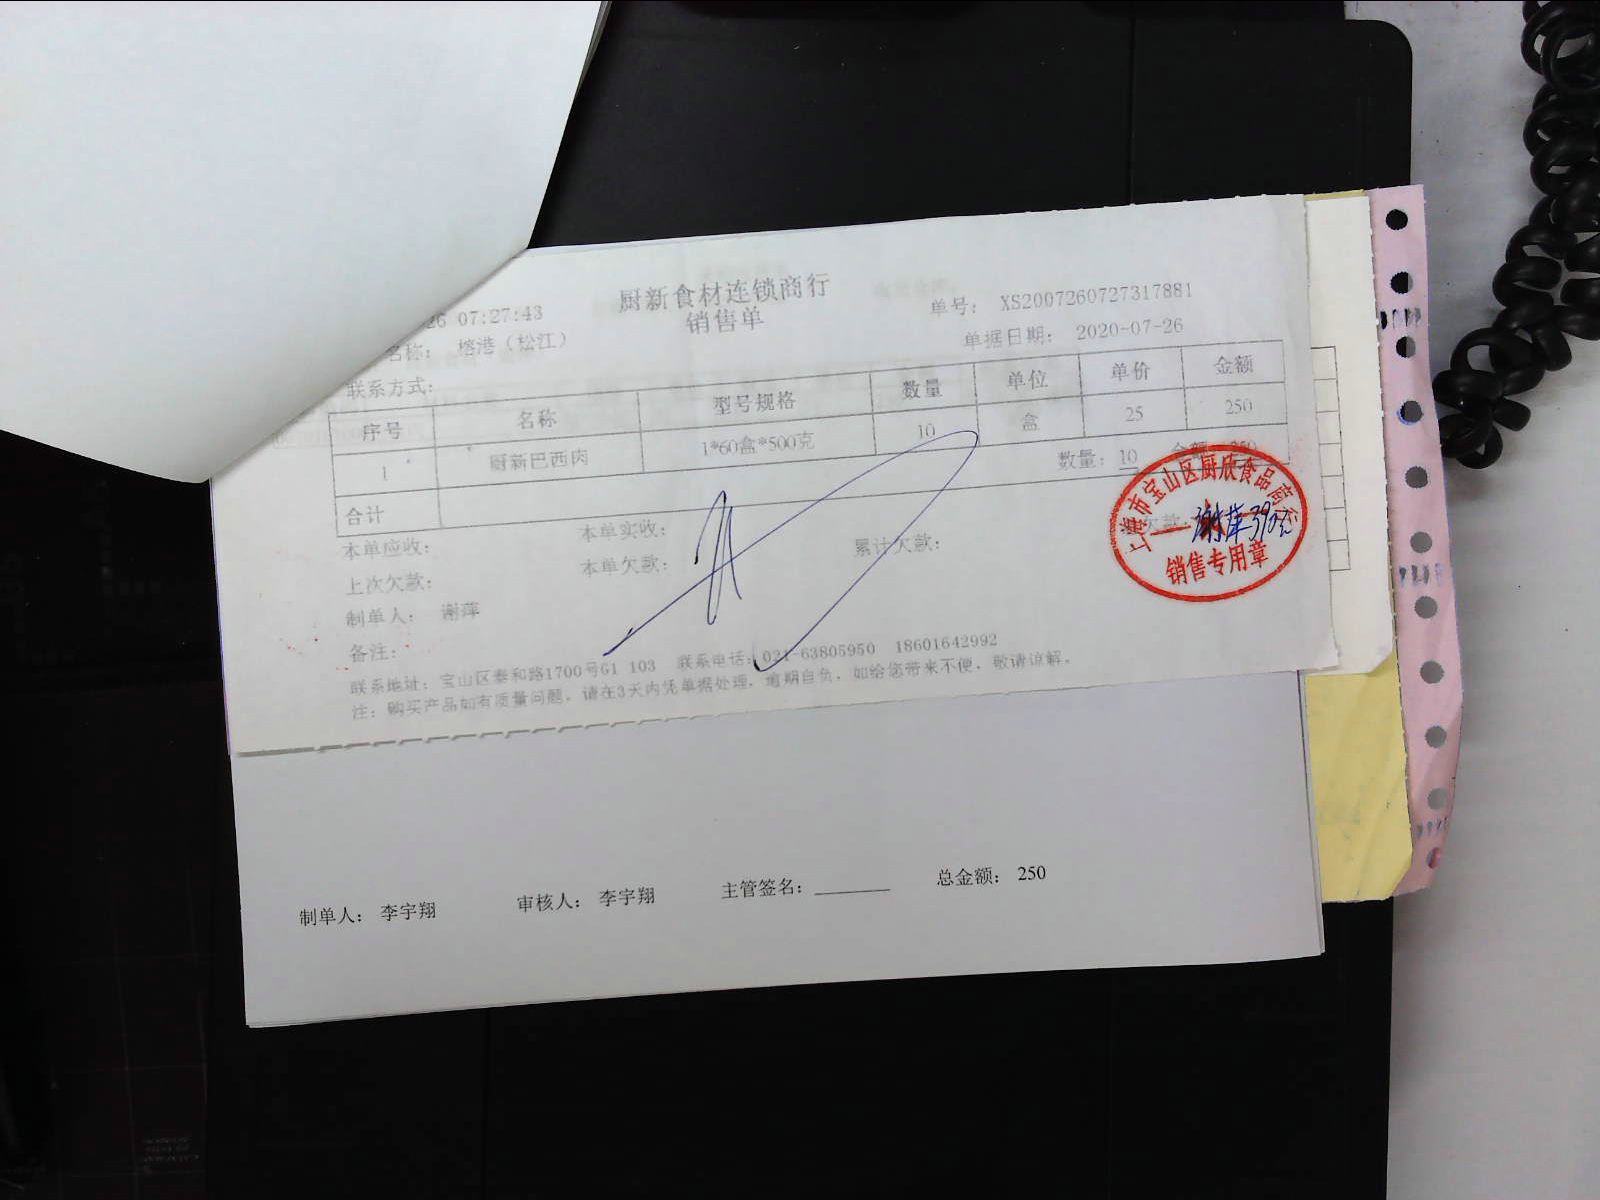 厨新食材连锁商行
销售单
26 07:27:43
单号: XS2007260727317881
名称: 榕港（松江）
单据日期: 2020-07-26
联系方式:
序号 名称 型号规格 数量 单位 单价 金额
1 厨新巴西肉 1*60盒*500克 10 盒 25 250
合计 数量: 10 金额: 250
本单应收: 本单实收:
上次欠款: 本单欠款: 累计欠款:
制单人: 谢萍
备注:
联系地址: 宝山区泰和路1700号G1 103 联系电话: 021-63805950 18601642992
注: 购买产品如有质量问题，请在3天内凭单据处理，逾期自负，如给您带来不便，敬请谅解。
上海市宝山区厨欣食品商行
销售专用章
制单人: 李宇翔 审核人: 李宇翔 主管签名: 总金额: 250